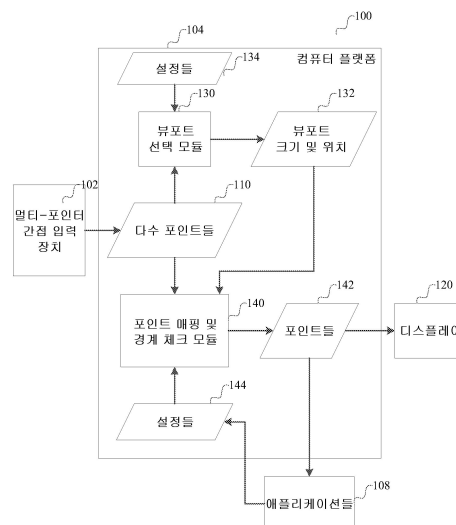 100
104
컴퓨터 플랫폼
설정들
134
130
132
뷰포트
선택 모듈
뷰포트
크기 및 위치
102
멀티-포인터
간접 입력
장치
110
다수 포인트들
140
142
120
포인트 매핑 및
경계 체크 모듈
포인트들
디스플레이
144
설정들
애플리케이션들
108